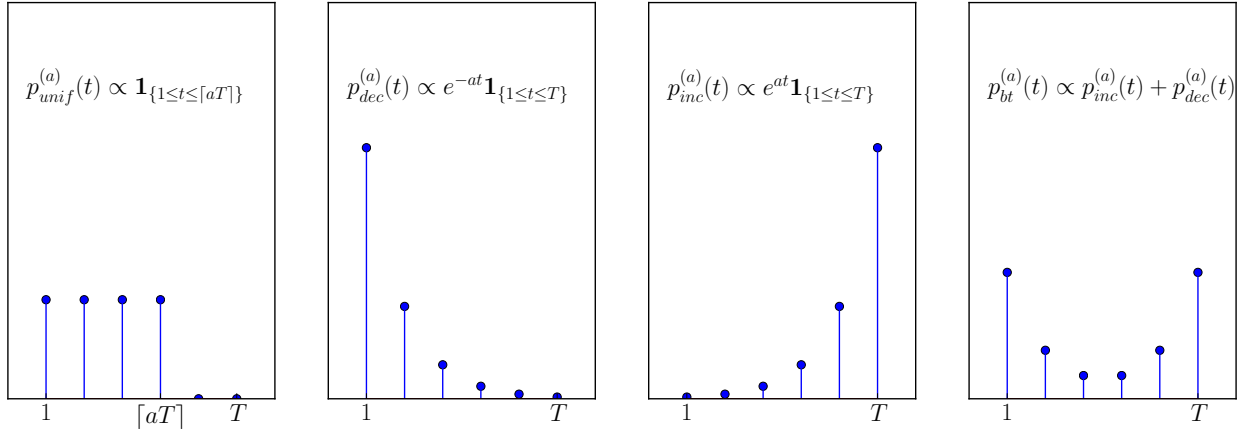 p_{unif}^{(a)}(t) ∝ 𝟏_{{1≤t≤⌈aT⌉}}
1 ⌈aT⌉ T
p_{dec}^{(a)}(t) ∝ e^{−at}𝟏_{{1≤t≤T}}
1 T
p_{inc}^{(a)}(t) ∝ e^{at}𝟏_{{1≤t≤T}}
1 T
p_{bt}^{(a)}(t) ∝ p_{inc}^{(a)}(t) + p_{dec}^{(a)}(t)
1 T